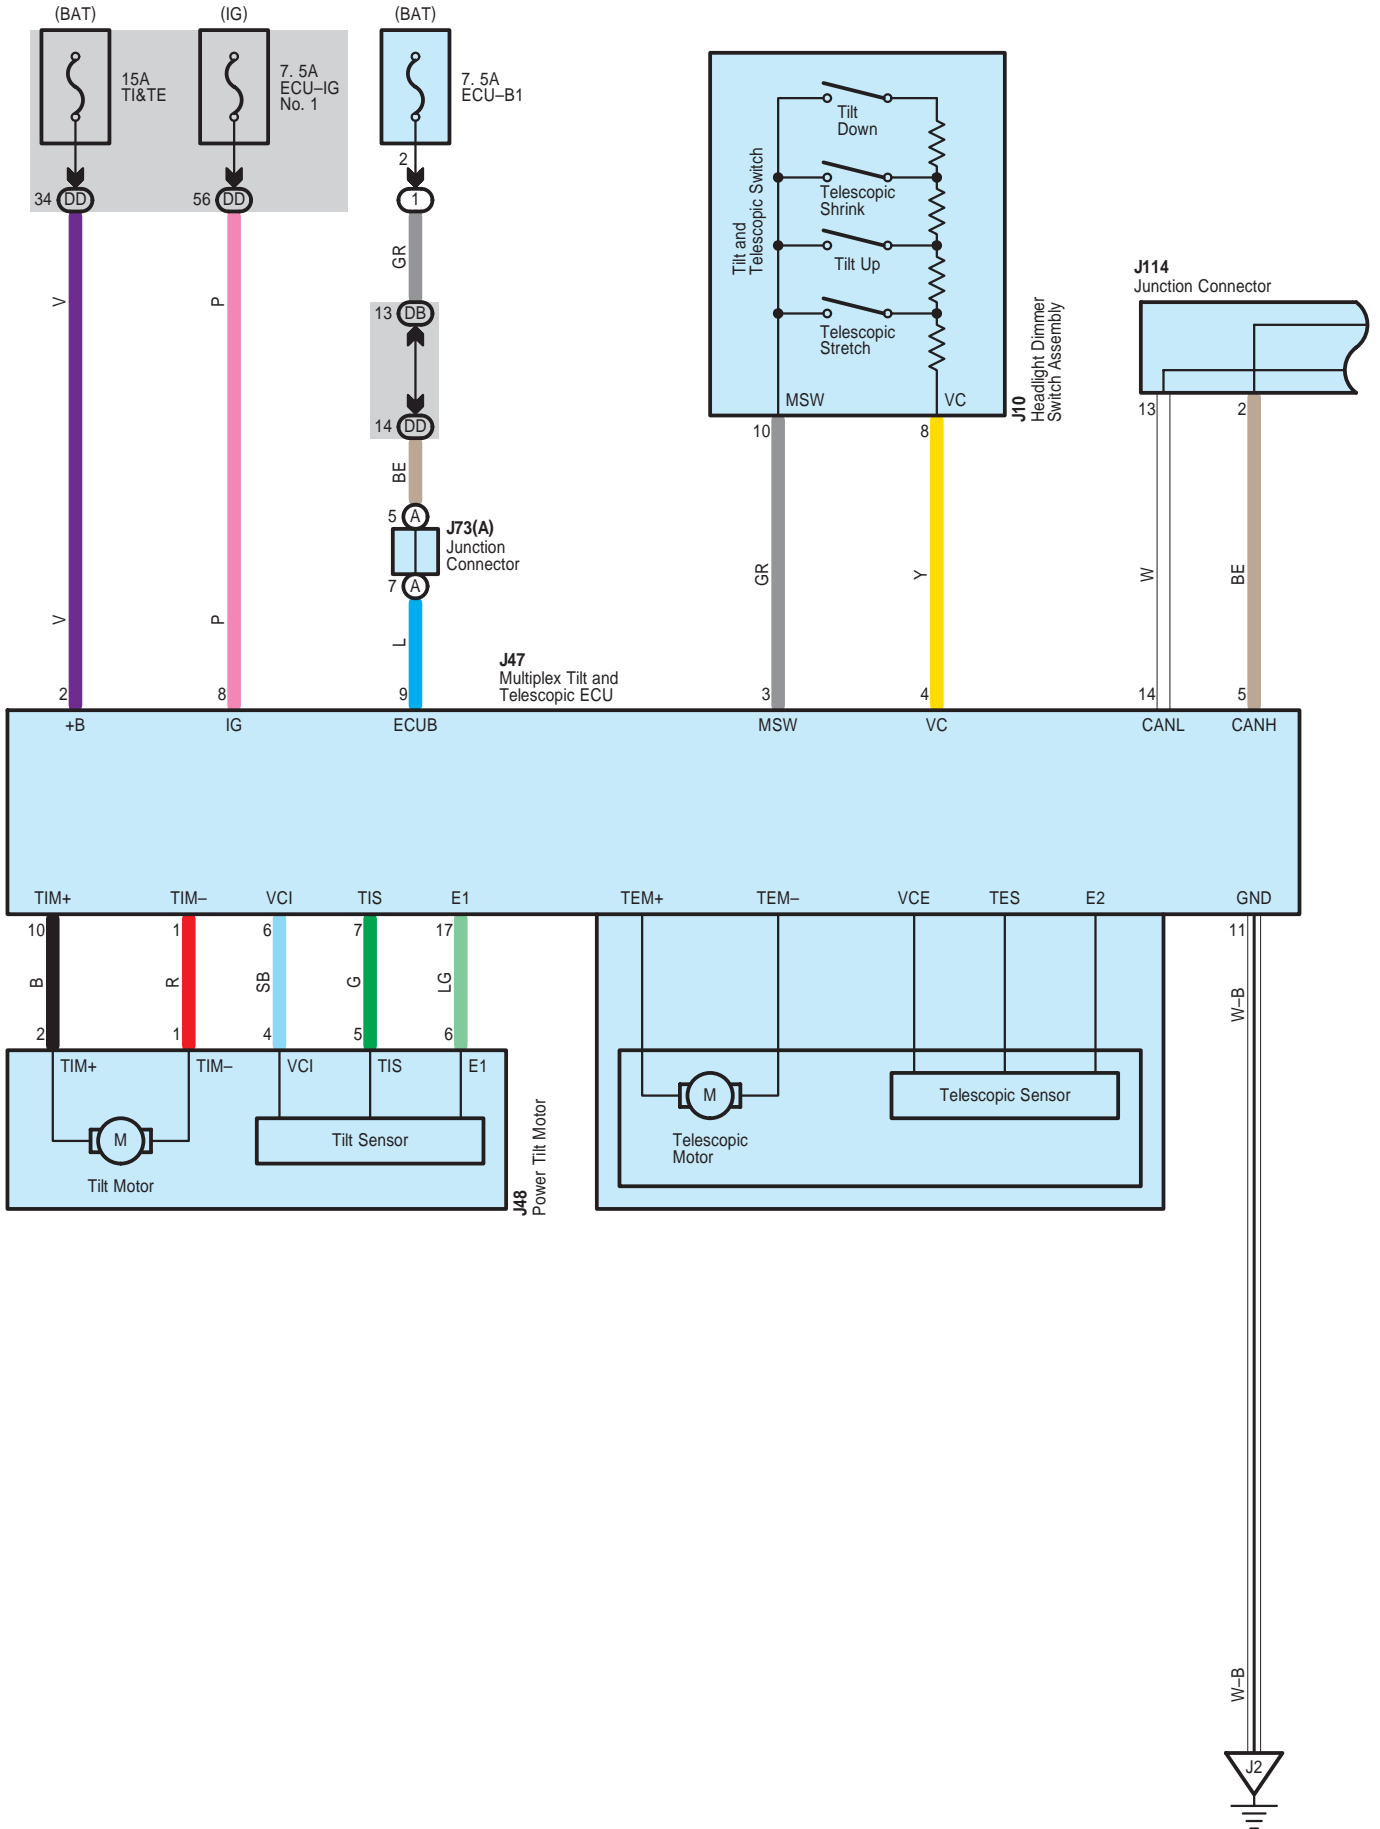 (BAT)
(IG)
(BAT)
15A
TI&TE
7. 5A
ECU–IG
No. 1
7. 5A
ECU–B1
2
34 DD
56 DD
1
Tilt
Down
Telescopic
Shrink
Tilt Up
Telescopic
Stretch
Tilt and
Telescopic Switch
MSW
VC
J10
Headlight Dimmer
Switch Assembly
J114
Junction Connector
V
P
GR
13 DB
14 DD
BE
10
8
13
2
5 A
J73(A)
Junction
Connector
7 A
GR
Y
W
BE
V
P
L
J47
Multiplex Tilt and
Telescopic ECU
2
8
9
3
4
14
5
+B
IG
ECUB
MSW
VC
CANL
CANH
TIM+
TIM–
VCI
TIS
E1
TEM+
TEM–
VCE
TES
E2
GND
10
1
6
7
17
11
B
R
SB
G
LG
W–B
2
1
4
5
6
TIM+
TIM–
VCI
TIS
E1
M
Tilt Sensor
Tilt Motor
J48
Power Tilt Motor
M
Telescopic
Motor
Telescopic Sensor
W–B
J2